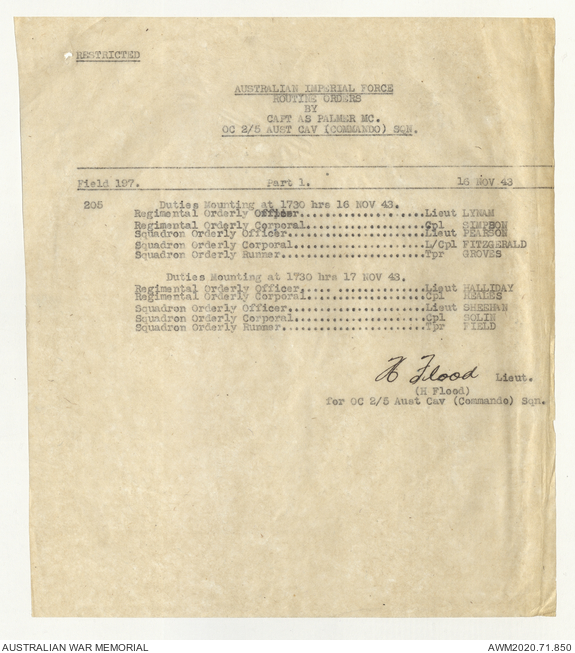 RESTRICTED
AUSTRALIAN IMPERIAL FORCE
ROUTINE ORDERS
BY
CAPT AS PALMER MC.
OC 2/5 AUST CAV (COMMANDO) SQN.
Field 197. Part 1. 16 NOV 43
205 Duties Mounting at 1730 hrs 16 NOV 43.
Regimental Orderly Officer......................Lieut LYNAM
Regimental Orderly Corporal.....................Cpl SIMPSON
Squadron Orderly Officer........................Lieut PEARSON
Squadron Orderly Corporal.......................L/Cpl FITZGERALD
Squadron Orderly Runner.........................Tpr GROVES
Duties Mounting at 1730 hrs 17 NOV 43.
Regimental Orderly Officer......................Lieut HALLIDAY
Regimental Orderly Corporal.....................Cpl HEALES
Squadron Orderly Officer........................Lieut SHEEHAN
Squadron Orderly Corporal.......................Cpl SOLIN
Squadron Orderly Runner.........................Tpr FIELD
H Flood Lieut.
(H Flood)
for OC 2/5 Aust Cav (Commando) Sqn.
AUSTRALIAN WAR MEMORIAL AWM2020.71.850